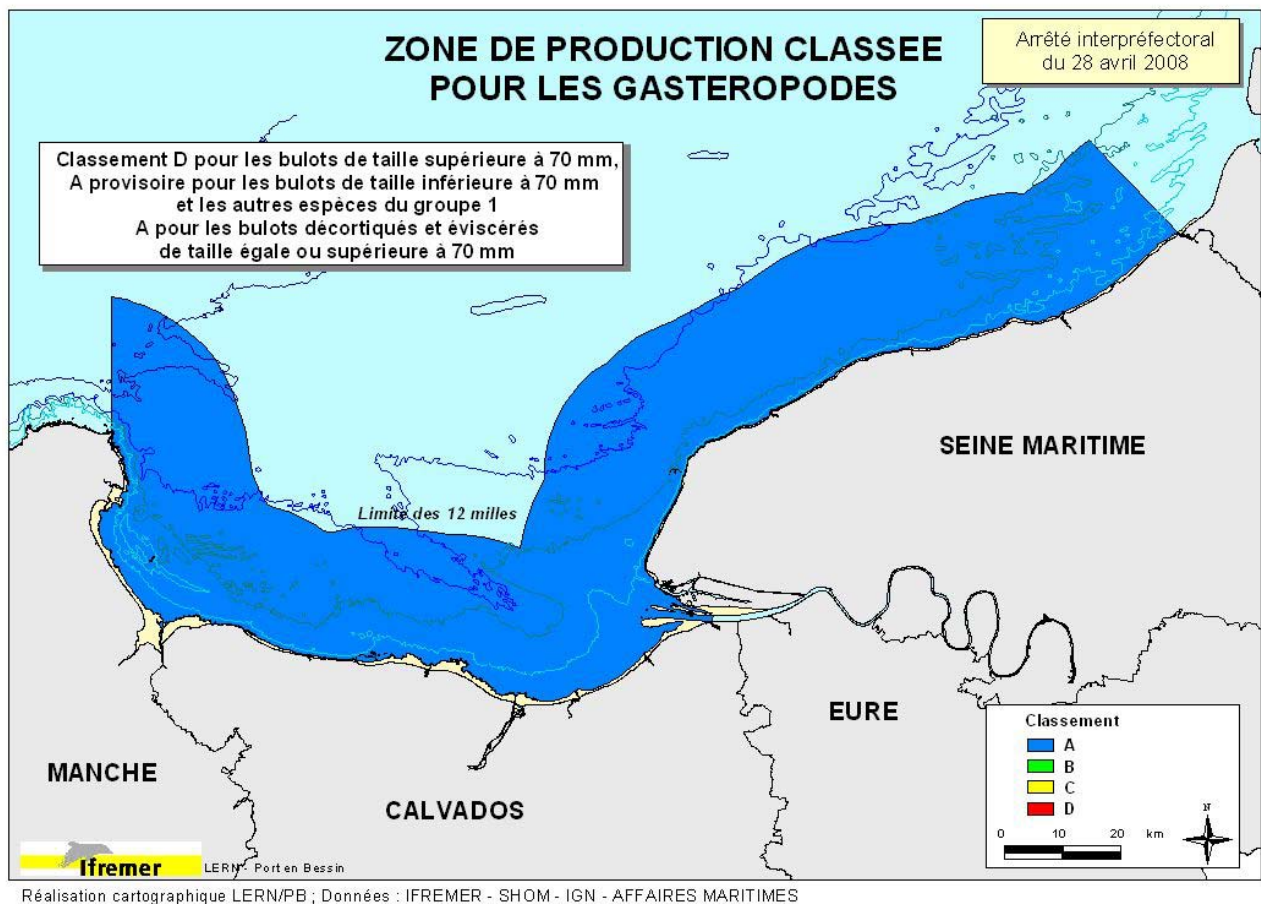 ZONE DE PRODUCTION CLASSEE
POUR LES GASTEROPODES
Arrêté interpréfectoral
du 28 avril 2008
Classement D pour les bulots de taille supérieure à 70 mm,
A provisoire pour les bulots de taille inférieure à 70 mm
et les autres espèces du groupe 1
A pour les bulots décortiqués et éviscérés
de taille égale ou supérieure à 70 mm
SEINE MARITIME
Limite des 12 milles
EURE
MANCHE
CALVADOS
Classement
A
B
C
D
0 10 20 km
N
Ifremer
LERN - Port en Bessin
Réalisation cartographique LERN/PB ; Données : IFREMER - SHOM - IGN - AFFAIRES MARITIMES